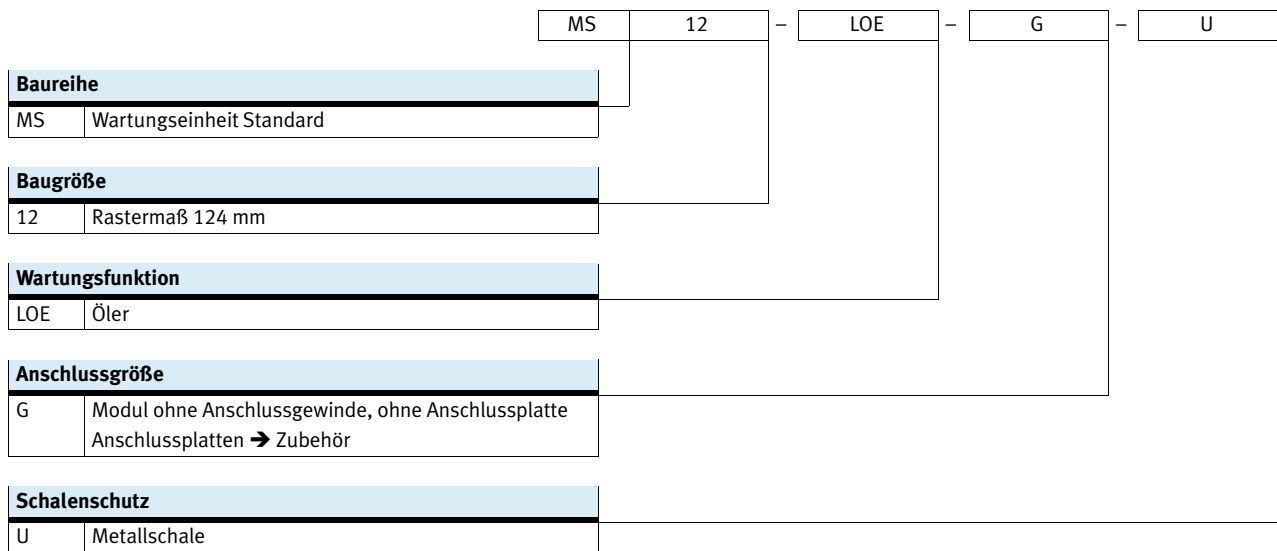 MS 12 – LOE – G – U
Baureihe
MS Wartungseinheit Standard
Baugröße
12 Rastermaß 124 mm
Wartungsfunktion
LOE Öler
Anschlussgröße
G Modul ohne Anschlussgewinde, ohne Anschlussplatte
Anschlussplatten ➔ Zubehör
Schalenschutz
U Metallschale